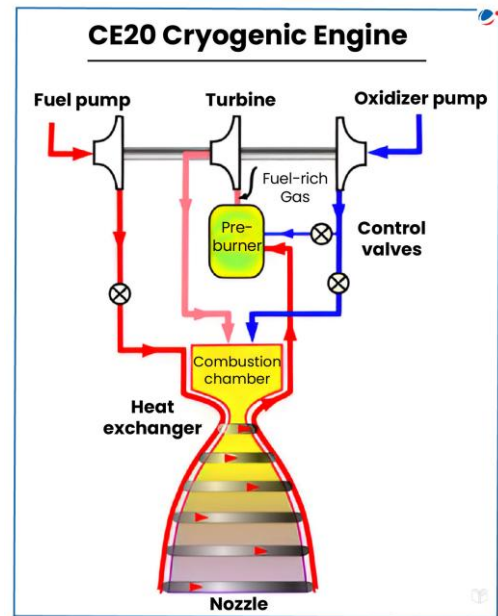 CE20 Cryogenic Engine
Fuel pump
Turbine
Oxidizer pump
Fuel-rich
Gas
Pre-
burner
Control
valves
Combustion
chamber
Heat
exchanger
Nozzle